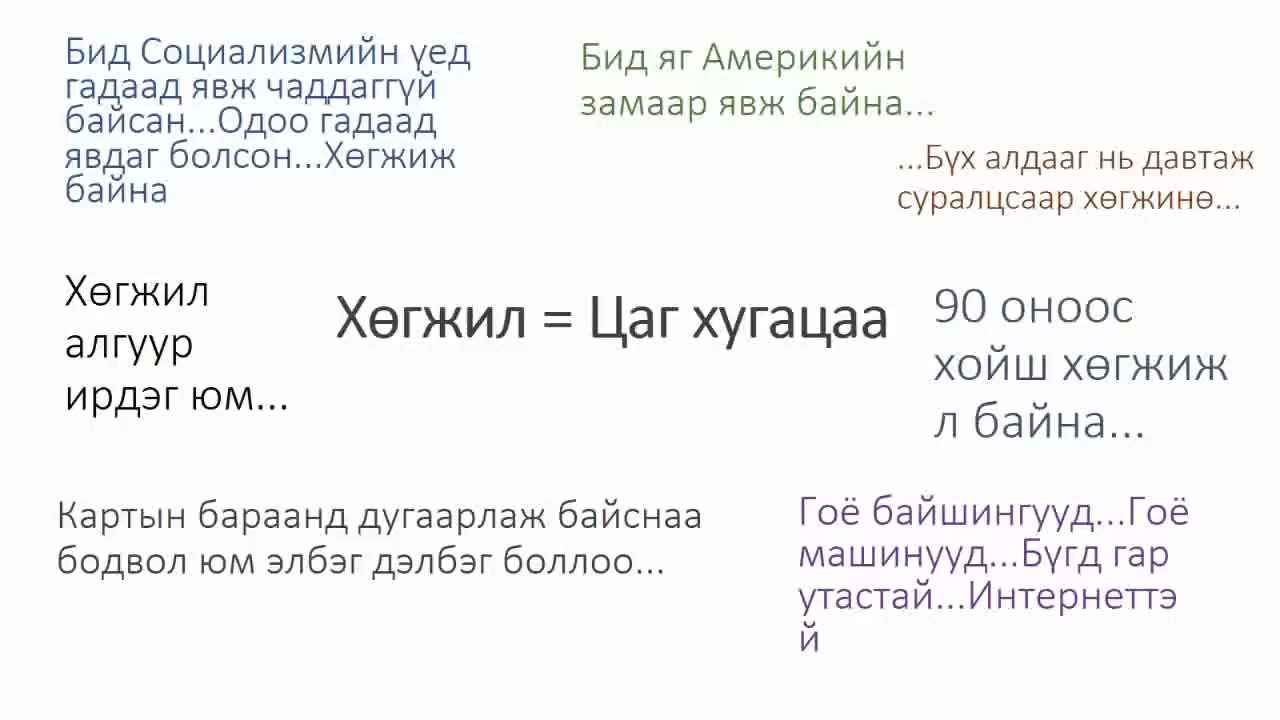 Бид Социализмийн үед
гадаад явж чаддаггүй
байсан...Одоо гадаад
явдаг болсон...Хөгжиж
байна
Бид яг Америкийн
замаар явж байна...
...Бүх алдааг нь давтаж
суралцсаар хөгжинө...
Хөгжил
алгуур
ирдэг юм...
Хөгжил = Цаг хугацаа
90 оноос
хойш хөгжиж
л байна...
Картын бараанд дугаарлаж байснаа
бодвол юм элбэг дэлбэг боллоо...
Гоё байшингууд...Гоё
машинууд...Бүгд гар
утастай...Интернеттэ
й